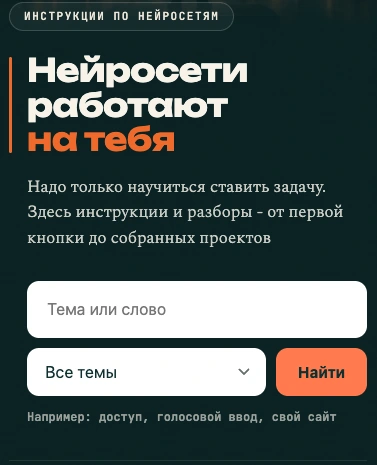 ИНСТРУКЦИИ ПО НЕЙРОСЕТЯМ
Нейросети
работают
на тебя
Надо только научиться ставить задачу.
Здесь инструкции и разборы - от первой
кнопки до собранных проектов
Тема или слово
Все темы
Найти
Например: доступ, голосовой ввод, свой сайт